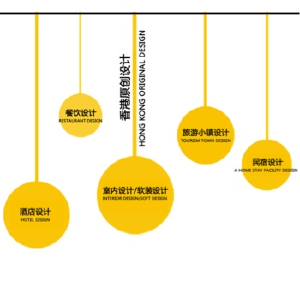 香港原创设计
HONG KONG ORIGINAL DESIGN
餐饮设计
RESTAURANT DESIGN
旅游小镇设计
TOURISM TOWN DESIGN
民宿设计
A HOME STAY FACILITY DESIGN
室内设计/软装设计
INTERIOR DESIGN/SOFT DESIGN
酒店设计
HOTEL DESIGN